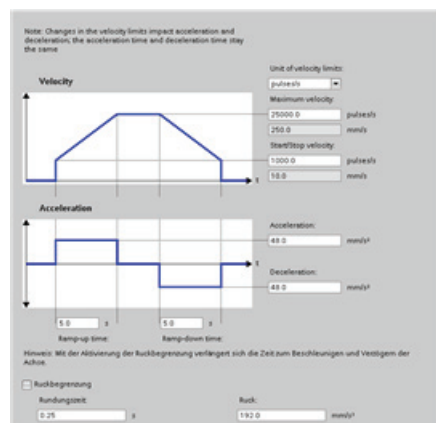 Note: Changes in the velocity limits impact acceleration and
deceleration; the acceleration time and deceleration time stay
the same
Unit of velocity limits:
Velocity
pulses/s
Maximum velocity:
25000.0 pulses/s
250.0 mm/s
Start/Stop velocity:
1000.0 pulses/s
10.0 mm/s
t
Acceleration
Acceleration:
48.0 mm/s²
t
Deceleration:
48.0 mm/s²
5.0 s 5.0 s
Ramp-up time: Ramp-down time:
Hinweis: Mit der Aktivierung der Ruckbegrenzung verlängert sich die Zeit zum Beschleunigen und Verzögern der
Achse.
Ruckbegrenzung
Rundungszeit: Ruck:
0.25 s 192.0 mm/s³